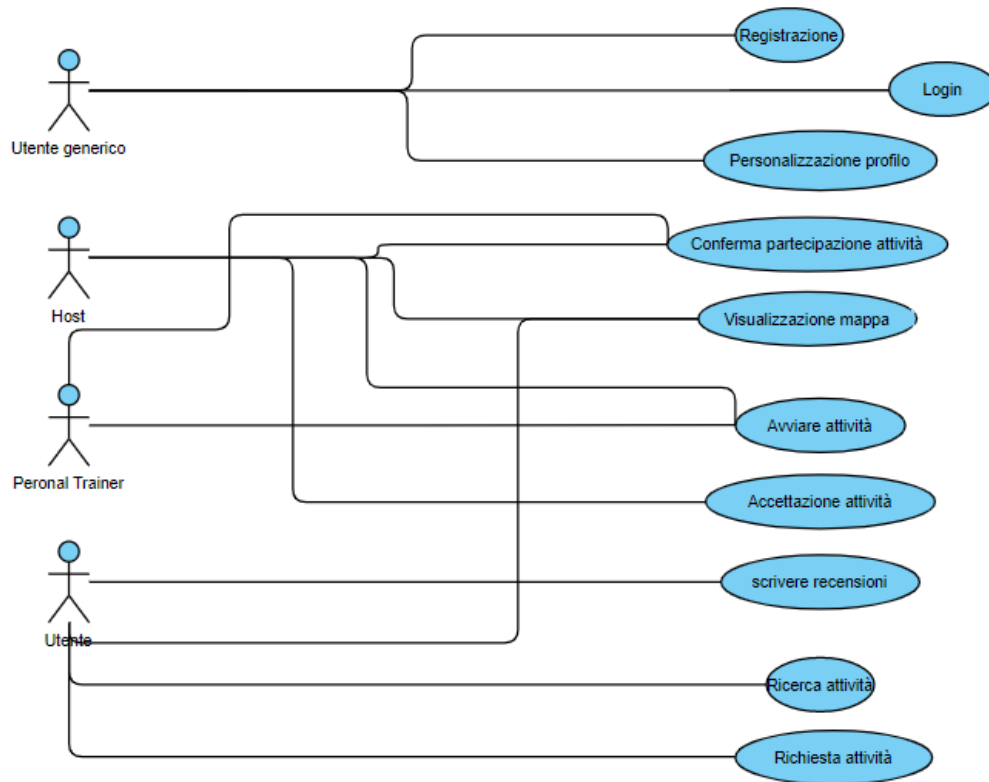 Registrazione
Login
Utente generico
Personalizzazione profilo
Conferma partecipazione attività
Host
Visualizzazione mappa
Avviare attività
Peronal Trainer
Accettazione attività
scrivere recensioni
Utente
Ricerca attività
Richiesta attività